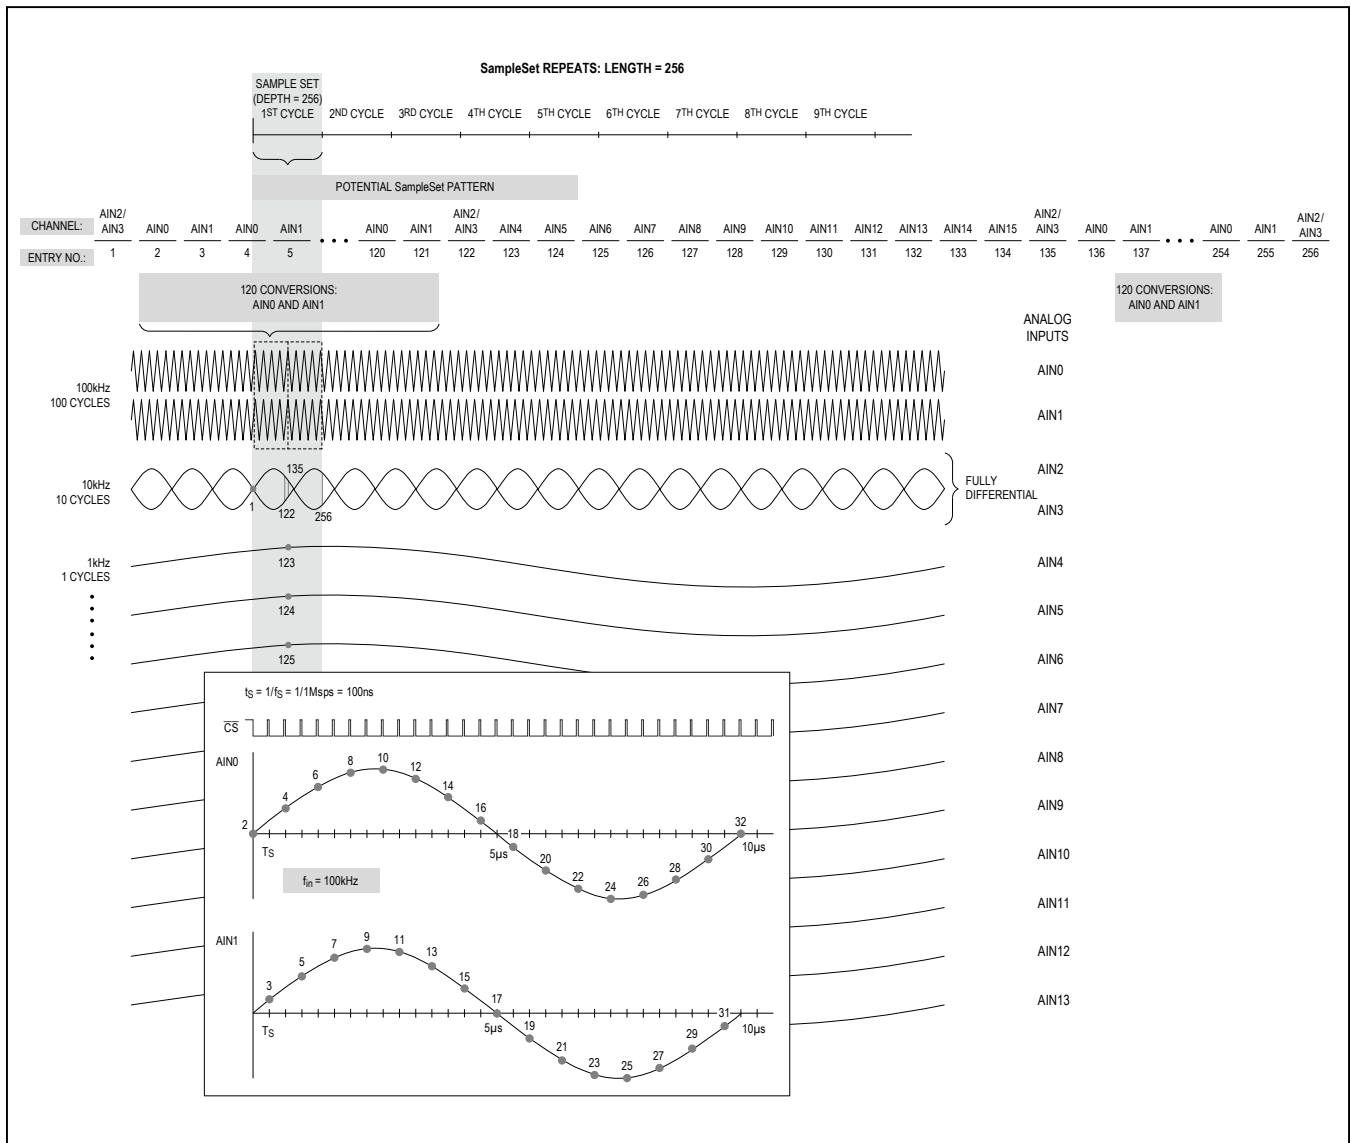 SampleSet REPEATS: LENGTH = 256
SAMPLE SET
(DEPTH = 256)
1ST CYCLE 2ND CYCLE 3RD CYCLE 4TH CYCLE 5TH CYCLE 6TH CYCLE 7TH CYCLE 8TH CYCLE 9TH CYCLE
POTENTIAL SampleSet PATTERN
CHANNEL: AIN2/AIN3 AIN0 AIN1 AIN0 AIN1 • • • AIN0 AIN1 AIN2/AIN3 AIN4 AIN5 AIN6 AIN7 AIN8 AIN9 AIN10 AIN11 AIN12 AIN13 AIN14 AIN15 AIN2/AIN3 AIN0 AIN1 • • • AIN0 AIN1 AIN2/AIN3
ENTRY NO.: 1 2 3 4 5 120 121 122 123 124 125 126 127 128 129 130 131 132 133 134 135 136 137 254 255 256
120 CONVERSIONS:
AIN0 AND AIN1
120 CONVERSIONS:
AIN0 AND AIN1
ANALOG
INPUTS
100kHz
100 CYCLES
AIN0
AIN1
10kHz
10 CYCLES
135
1
122
256
FULLY
DIFFERENTIAL
AIN2
AIN3
1kHz
1 CYCLES
123
AIN4
124
AIN5
125
AIN6
AIN7
AIN8
AIN9
AIN10
AIN11
AIN12
AIN13
tS = 1/fS = 1/1Msps = 100ns
CS
AIN0
2 4 6 8 10 12 14 16 18 20 22 24 26 28 30 32
TS
5µs
10µs
fin = 100kHz
AIN1
3 5 7 9 11 13 15 17 19 21 23 25 27 29 31
TS
5µs
10µs